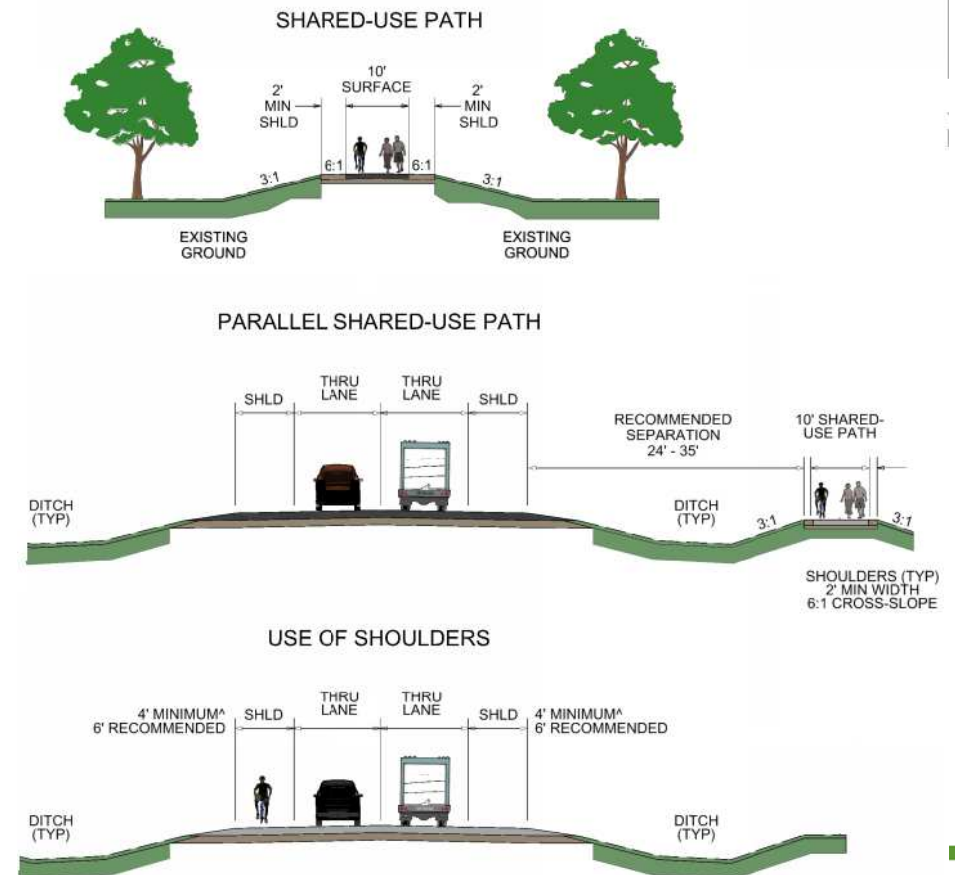 SHARED-USE PATH
2'
MIN
SHLD
10'
SURFACE
2'
MIN
SHLD
3:1
6:1
6:1
3:1
EXISTING
GROUND
EXISTING
GROUND
PARALLEL SHARED-USE PATH
SHLD
THRU
LANE
THRU
LANE
SHLD
RECOMMENDED
SEPARATION
24' - 35'
10' SHARED-
USE PATH
DITCH
(TYP)
DITCH
(TYP)
3:1
3:1
SHOULDERS (TYP)
2' MIN WIDTH
6:1 CROSS-SLOPE
USE OF SHOULDERS
4' MINIMUM^
6' RECOMMENDED
SHLD
THRU
LANE
THRU
LANE
SHLD
4' MINIMUM^
6' RECOMMENDED
DITCH
(TYP)
DITCH
(TYP)